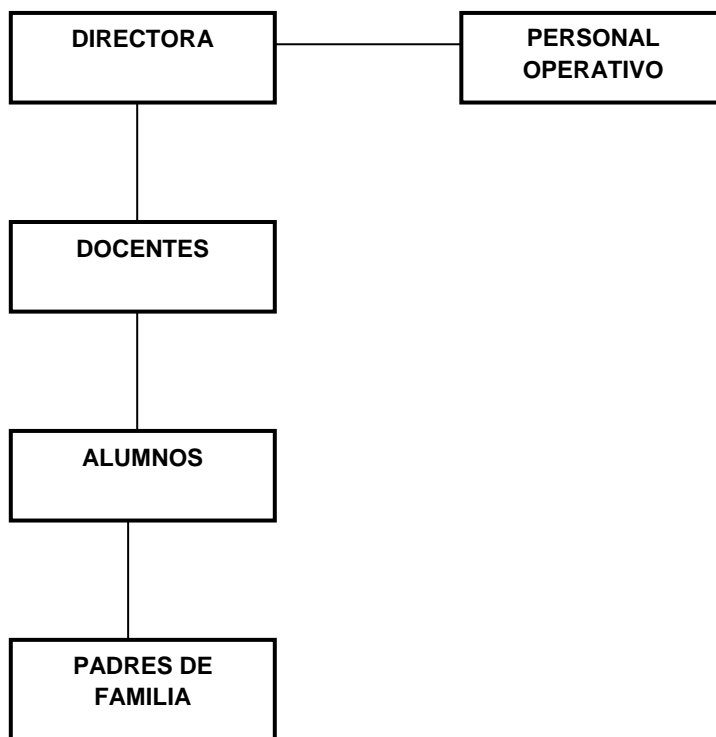 DIRECTORA
PERSONAL
OPERATIVO
DOCENTES
ALUMNOS
PADRES DE
FAMILIA